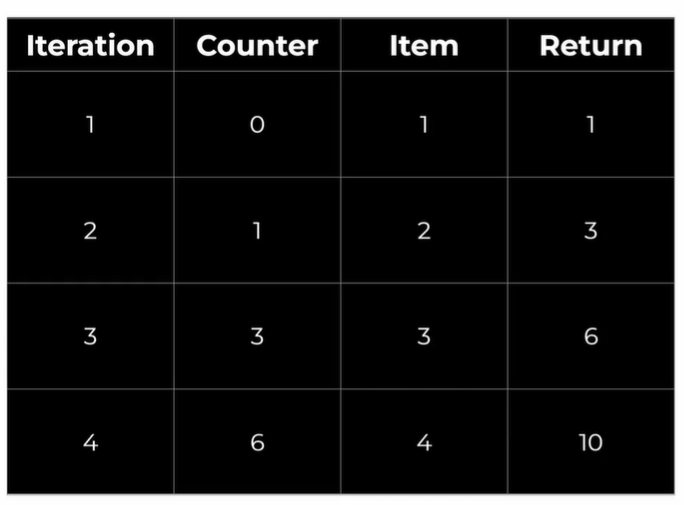 Iteration Counter Item Return
1 0 1 1
2 1 2 3
3 3 3 6
4 6 4 10